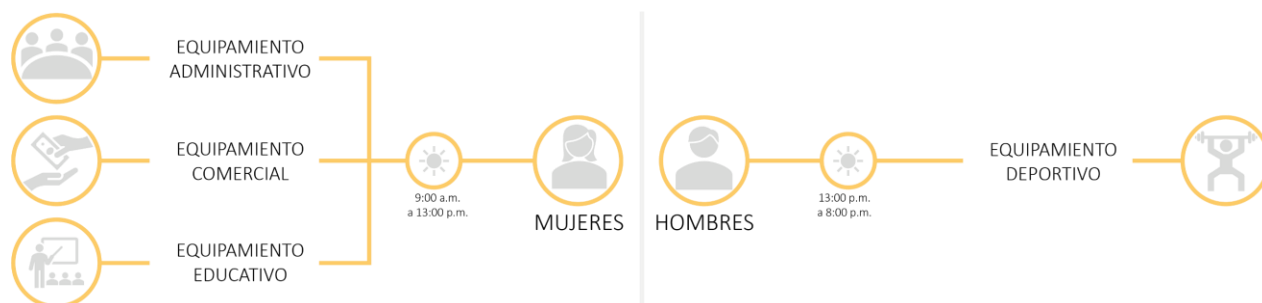 EQUIPAMIENTO
ADMINISTRATIVO
EQUIPAMIENTO
COMERCIAL
EQUIPAMIENTO
EDUCATIVO
9:00 a.m.
a 13:00 p.m.
MUJERES
HOMBRES
13:00 p.m.
a 8:00 p.m.
EQUIPAMIENTO
DEPORTIVO